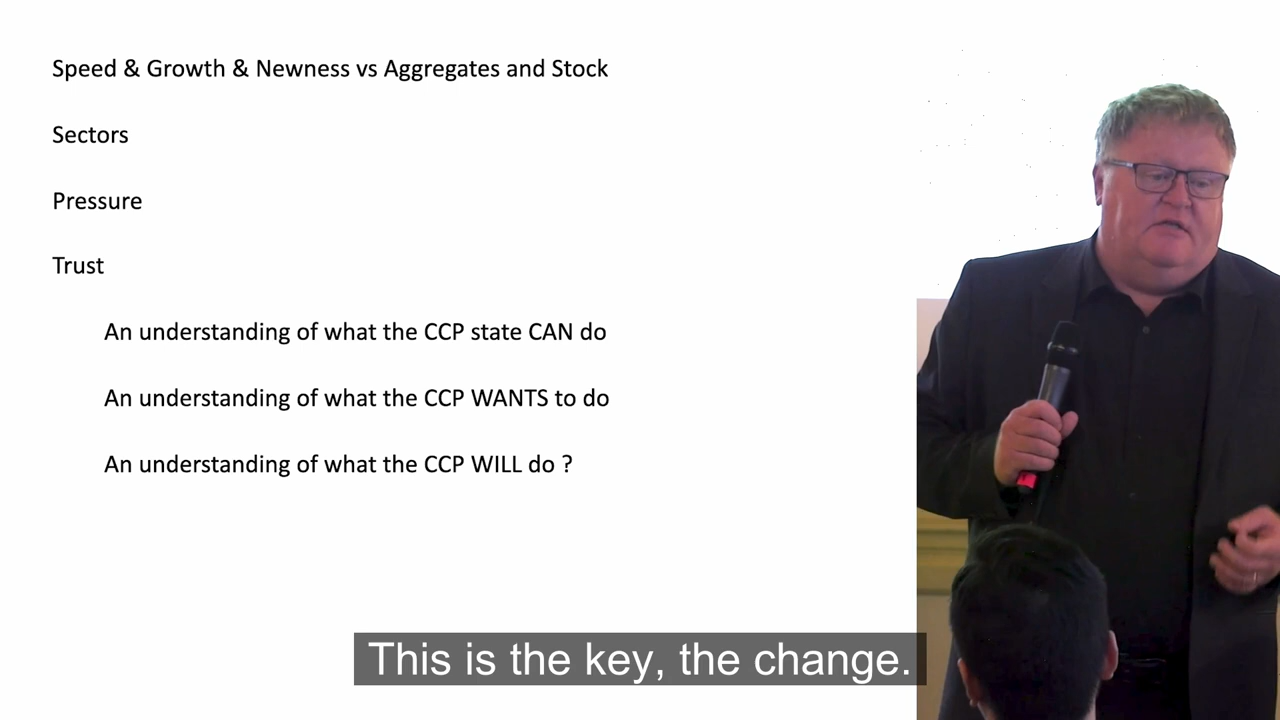 Speed & Growth & Newness vs Aggregates and Stock
Sectors
Pressure
Trust
An understanding of what the CCP state CAN do
An understanding of what the CCP WANTS to do
An understanding of what the CCP WILL do ?
This is the key, the change.